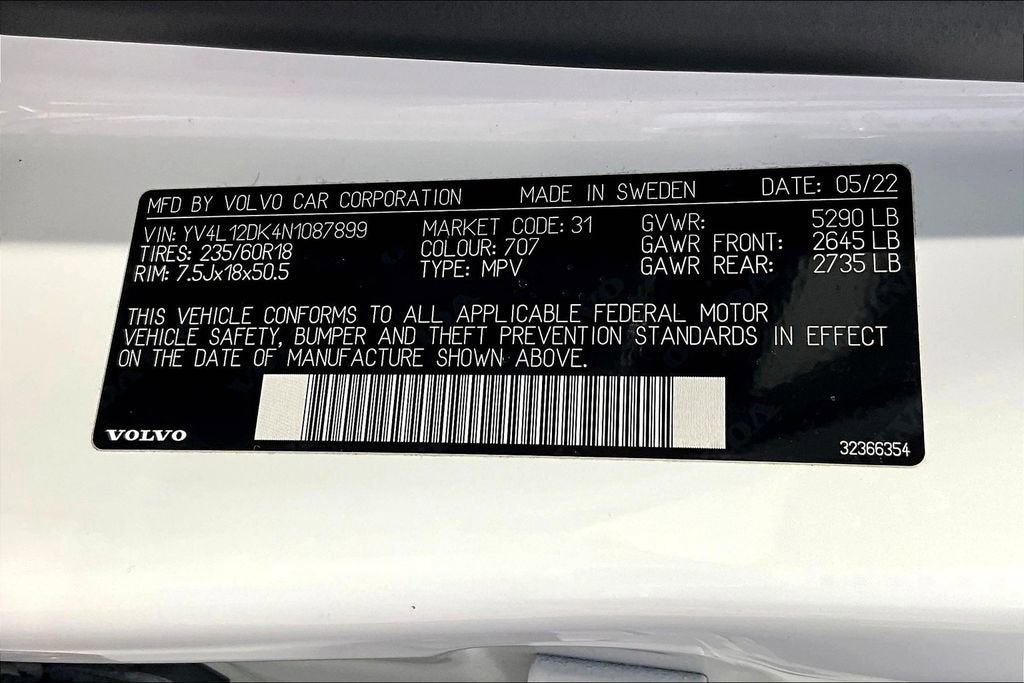 MFD BY VOLVO CAR CORPORATION MADE IN SWEDEN DATE: 05/22
VIN: YV4L12DK4N1087899 MARKET CODE: 31 GVWR: 5290 LB
TIRES: 235/60R18 COLOUR: 707 GAWR FRONT: 2645 LB
RIM: 7.5Jx18x50.5 TYPE: MPV GAWR REAR: 2735 LB
THIS VEHICLE CONFORMS TO ALL APPLICABLE FEDERAL MOTOR
VEHICLE SAFETY, BUMPER AND THEFT PREVENTION STANDARDS IN EFFECT
ON THE DATE OF MANUFACTURE SHOWN ABOVE.
VOLVO 32366354